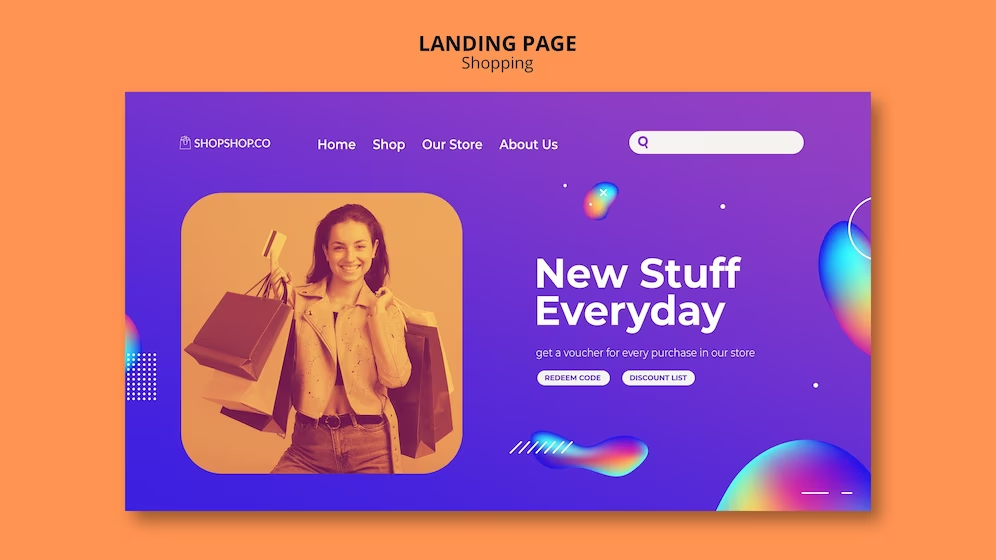 LANDING PAGE
Shopping
SHOPSHOP.CO
Home Shop Our Store About Us
New Stuff
Everyday
get a voucher for every purchase in our store
REDEEM CODE DISCOUNT LIST